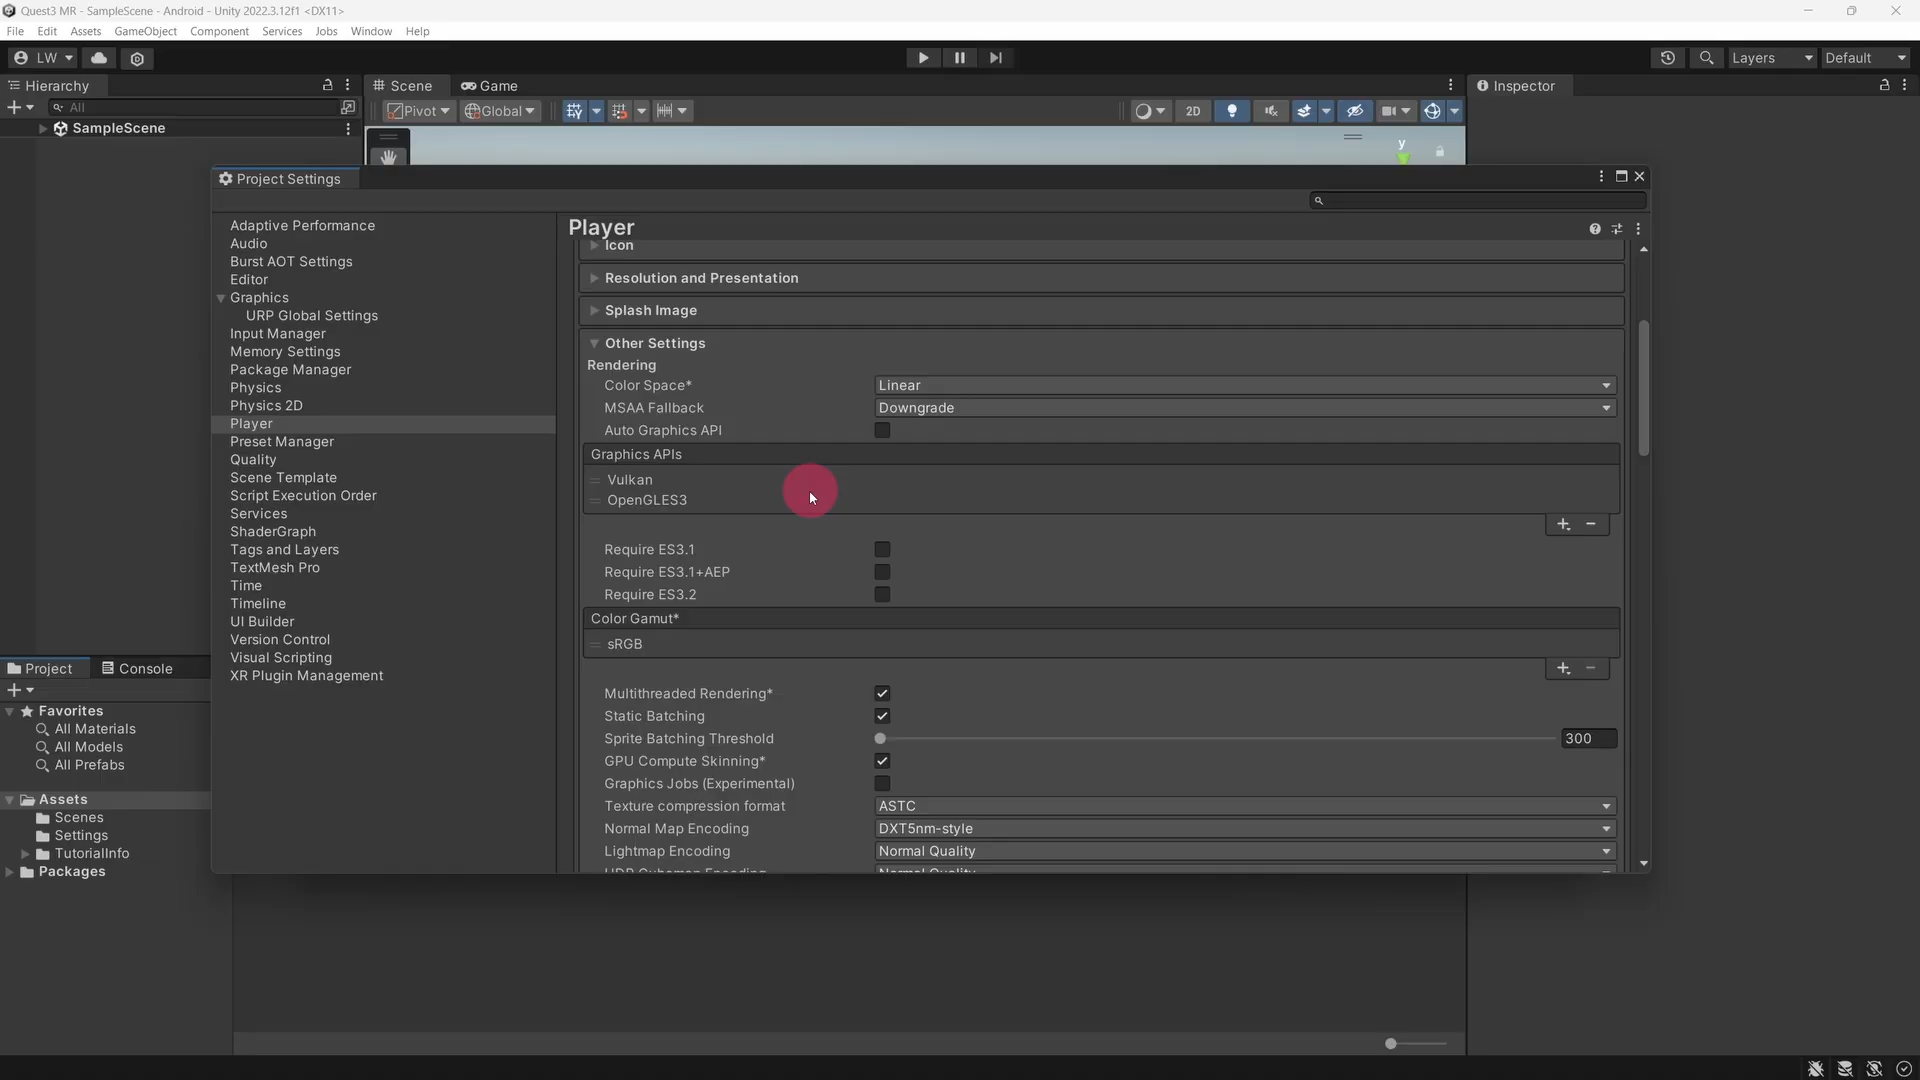 Quest3 MR - SampleScene - Android - Unity 2022.3.12f1 <DX11>
File Edit Assets GameObject Component Services Jobs Window Help
LW
Layers
Default
Hierarchy
All
SampleScene
Scene
Game
Pivot
Global
2D
y
Inspector
Project Settings
Adaptive Performance
Audio
Burst AOT Settings
Editor
Graphics
URP Global Settings
Input Manager
Memory Settings
Package Manager
Physics
Physics 2D
Player
Preset Manager
Quality
Scene Template
Script Execution Order
Services
ShaderGraph
Tags and Layers
TextMesh Pro
Time
Timeline
UI Builder
Version Control
Visual Scripting
XR Plugin Management
Player
Icon
Resolution and Presentation
Splash Image
Other Settings
Rendering
Color Space* Linear
MSAA Fallback Downgrade
Auto Graphics API
Graphics APIs
Vulkan
OpenGLES3
Require ES3.1
Require ES3.1+AEP
Require ES3.2
Color Gamut*
sRGB
Multithreaded Rendering*
Static Batching
Sprite Batching Threshold 300
GPU Compute Skinning*
Graphics Jobs (Experimental)
Texture compression format ASTC
Normal Map Encoding DXT5nm-style
Lightmap Encoding Normal Quality
Project
Console
Favorites
All Materials
All Models
All Prefabs
Assets
Scenes
Settings
TutorialInfo
Packages